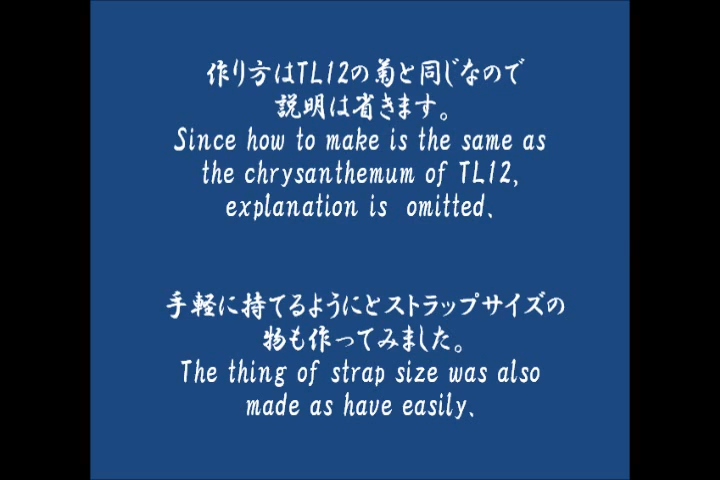 作り方はTL12の菊と同じなので
説明は省きます。
Since how to make is the same as
the chrysanthemum of TL12,
explanation is omitted.
手軽に持てるようにとストラップサイズの
物も作ってみました。
The thing of strap size was also
made as have easily.